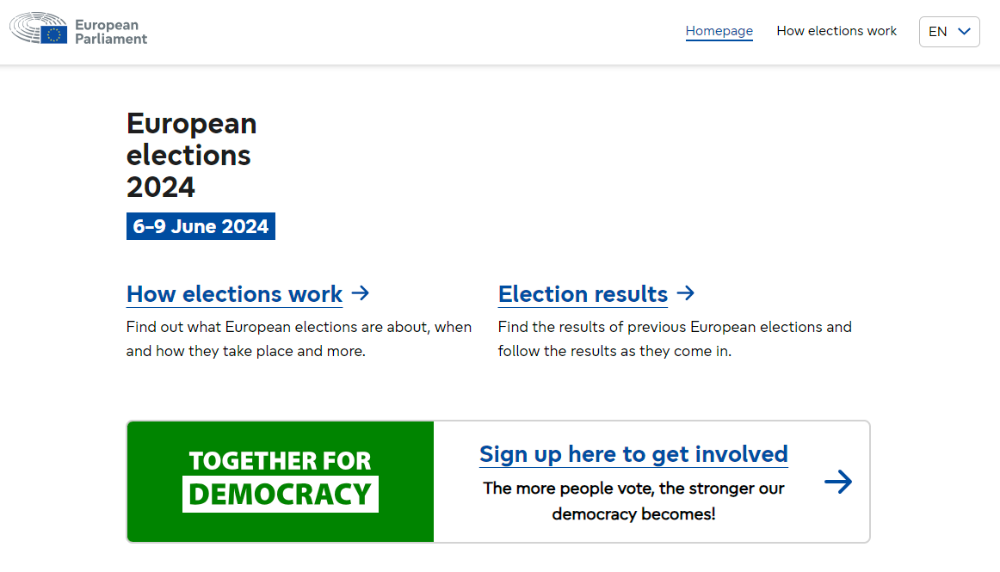 European
Parliament
Homepage
How elections work
EN
European
elections
2024
6–9 June 2024
How elections work →
Find out what European elections are about, when
and how they take place and more.
Election results →
Find the results of previous European elections and
follow the results as they come in.
TOGETHER FOR
DEMOCRACY
Sign up here to get involved
The more people vote, the stronger our
democracy becomes!